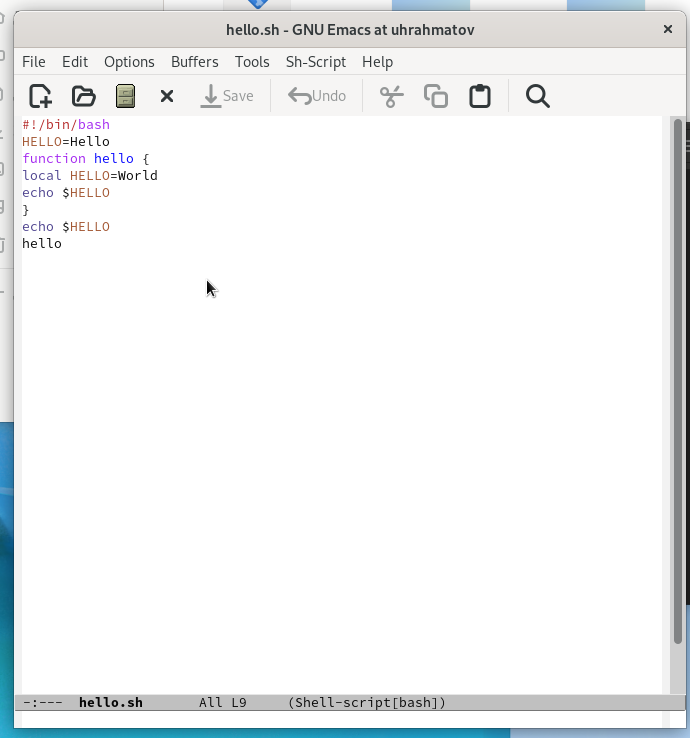 hello.sh - GNU Emacs at uhrahmatov
File Edit Options Buffers Tools Sh-Script Help
Save Undo
#!/bin/bash
HELLO=Hello
function hello {
local HELLO=World
echo $HELLO
}
echo $HELLO
hello
-:--- hello.sh All L9 (Shell-script[bash])